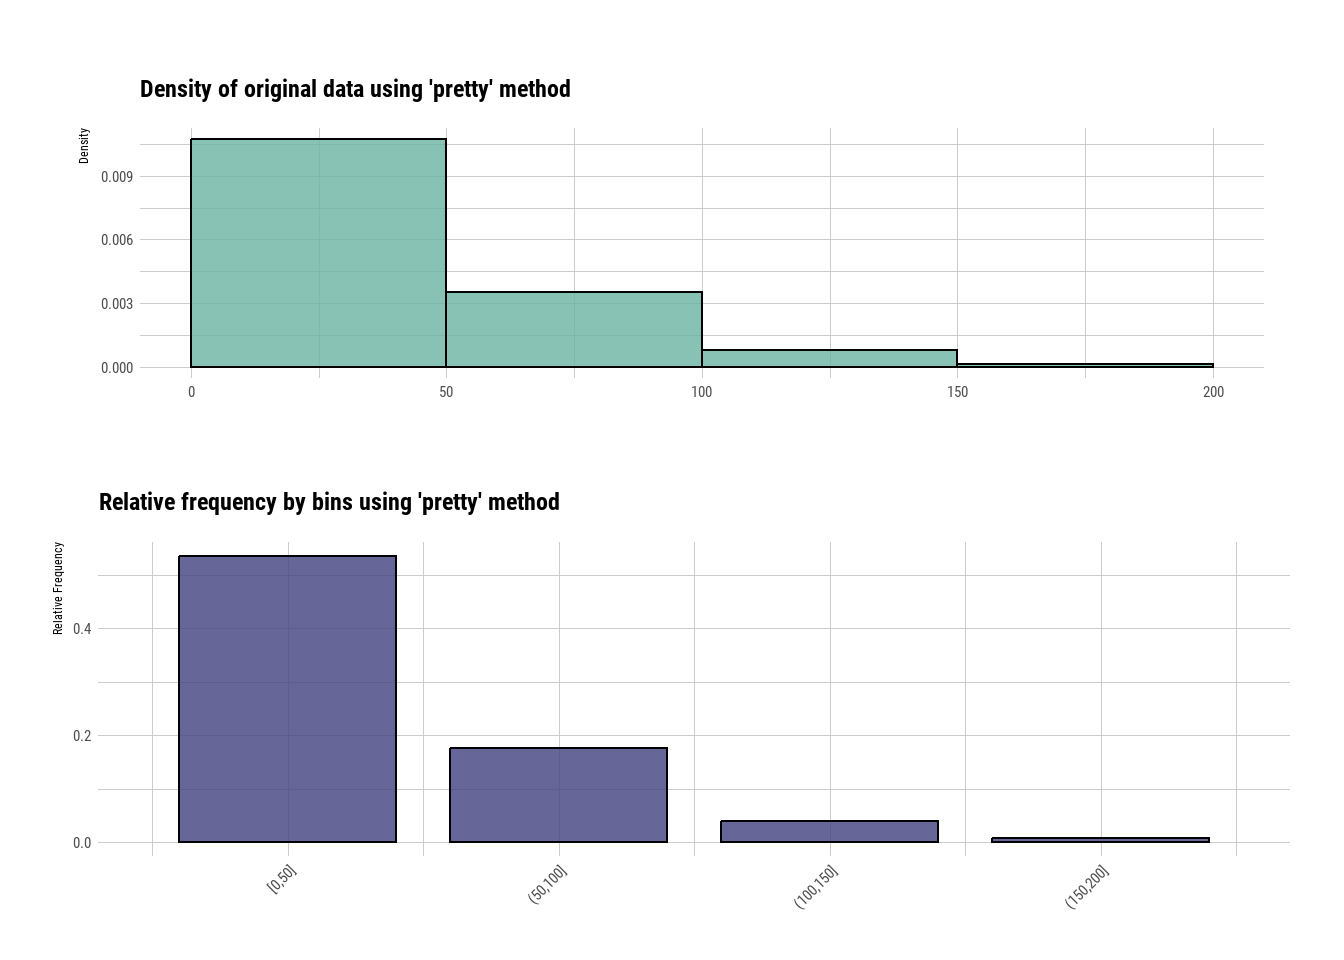 Density of original data using 'pretty' method
Density
0.009
0.006
0.003
0.000
0 50 100 150 200
Relative frequency by bins using 'pretty' method
Relative Frequency
0.4
0.2
0.0
[0,50] (50,100] (100,150] (150,200]